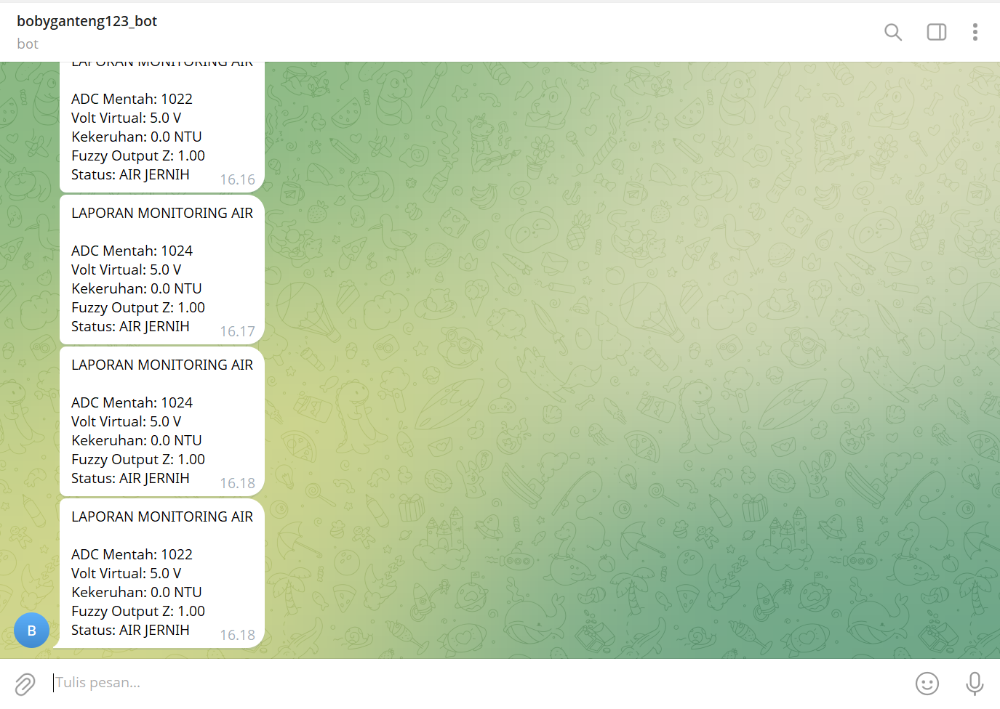 bobyganteng123_bot
bot
LAPORAN MONITORING AIR
ADC Mentah: 1022
Volt Virtual: 5.0 V
Kekeruhan: 0.0 NTU
Fuzzy Output Z: 1.00
Status: AIR JERNIH
16.16
LAPORAN MONITORING AIR
ADC Mentah: 1024
Volt Virtual: 5.0 V
Kekeruhan: 0.0 NTU
Fuzzy Output Z: 1.00
Status: AIR JERNIH
16.17
LAPORAN MONITORING AIR
ADC Mentah: 1024
Volt Virtual: 5.0 V
Kekeruhan: 0.0 NTU
Fuzzy Output Z: 1.00
Status: AIR JERNIH
16.18
LAPORAN MONITORING AIR
ADC Mentah: 1022
Volt Virtual: 5.0 V
Kekeruhan: 0.0 NTU
Fuzzy Output Z: 1.00
Status: AIR JERNIH
16.18
B
Tulis pesan...